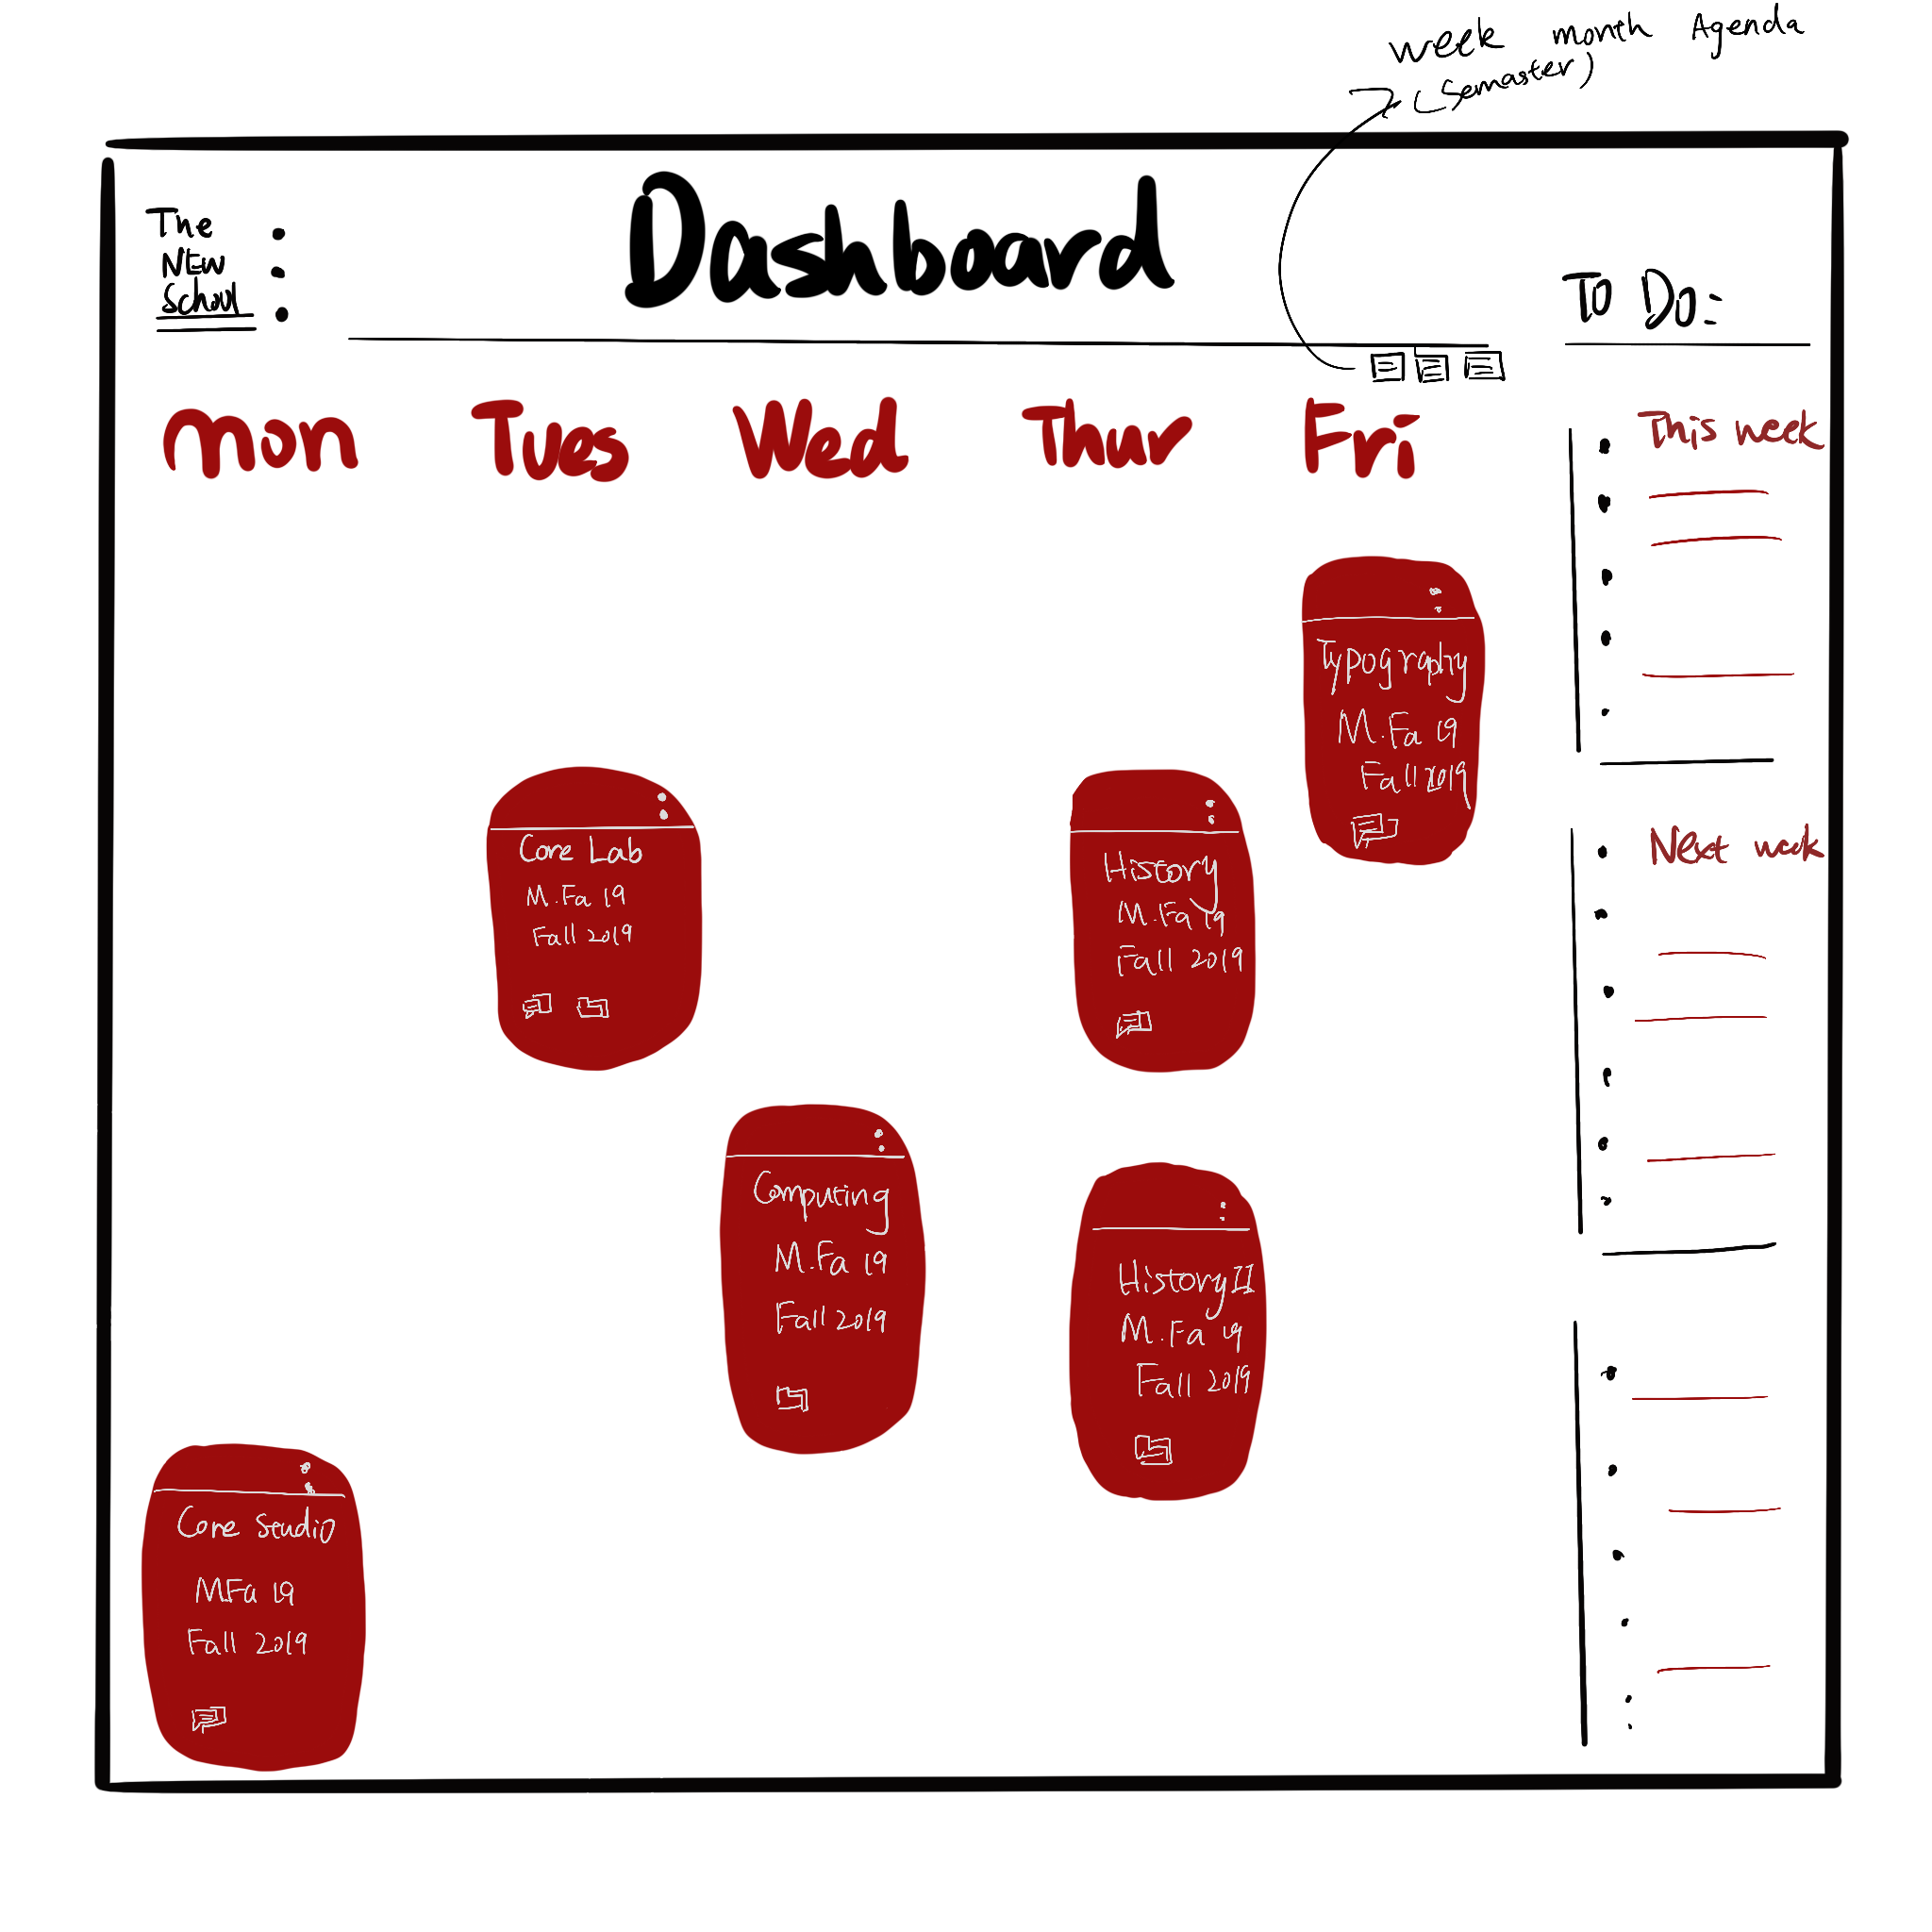 week month Agenda
(Semaster)
The
NEW
School
Dashboard
TO DO:
Mon Tues Wed Thur Fri
This week
Typography
M.Fa 19
Fall 2019
Core Lab
M.Fa 19
Fall 2019
History
M.Fa 19
Fall 2019
Next week
Computing
M.Fa 19
Fall 2019
History II
M.Fa 19
Fall 2019
Core Studio
MFa 19
Fall 2019